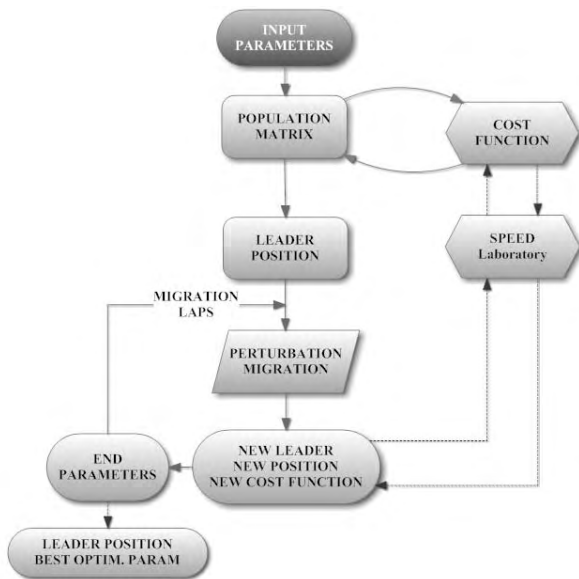 INPUT
PARAMETERS
POPULATION
MATRIX
COST
FUNCTION
LEADER
POSITION
SPEED
Laboratory
MIGRATION
LAPS
PERTURBATION
MIGRATION
NEW LEADER
NEW POSITION
NEW COST FUNCTION
END
PARAMETERS
LEADER POSITION
BEST OPTIM. PARAM